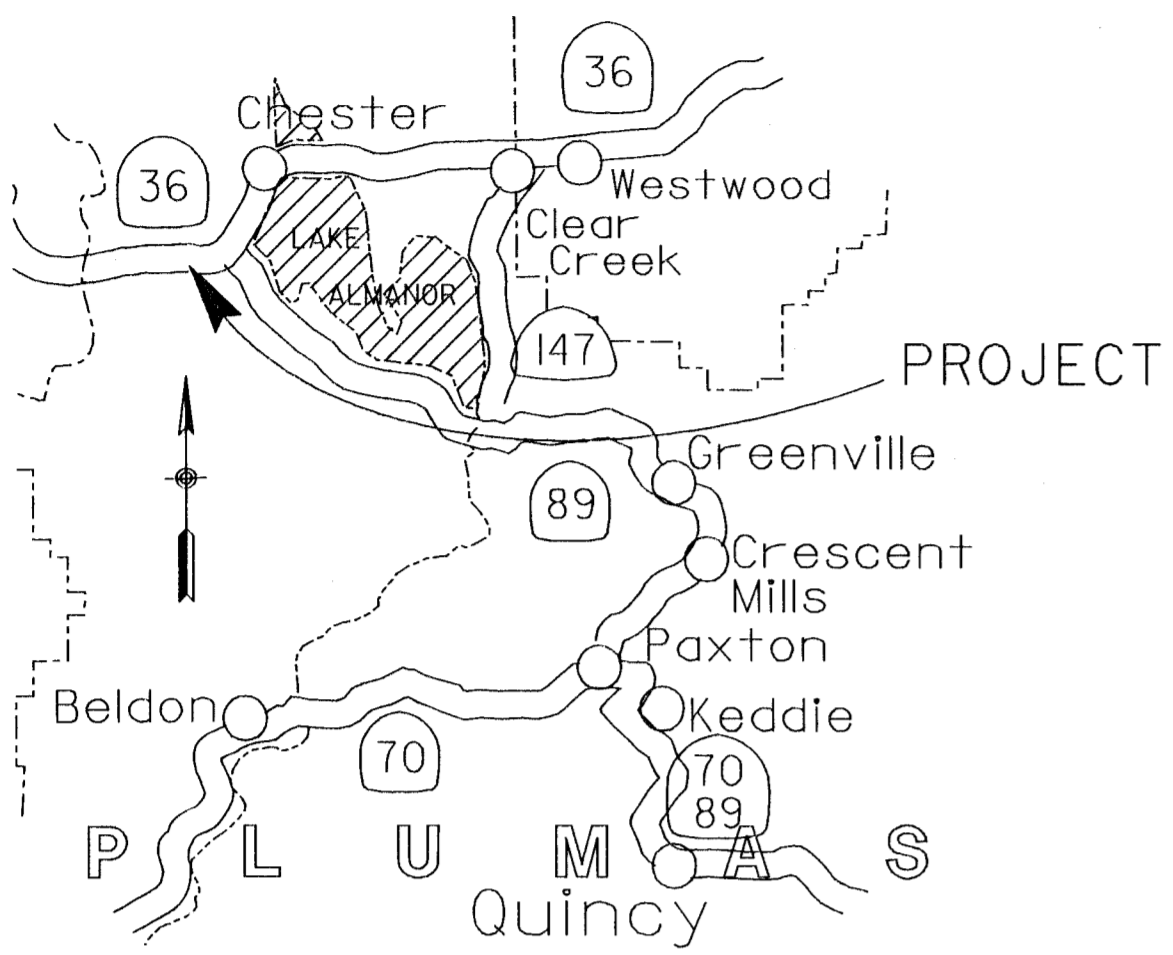 36
Chester
36
Westwood
Clear
Creek
LAKE
ALMANOR
147
PROJECT
Greenville
89
Crescent
Mills
Paxton
Beldon
Keddie
70
70
89
P L U M A S
Quincy